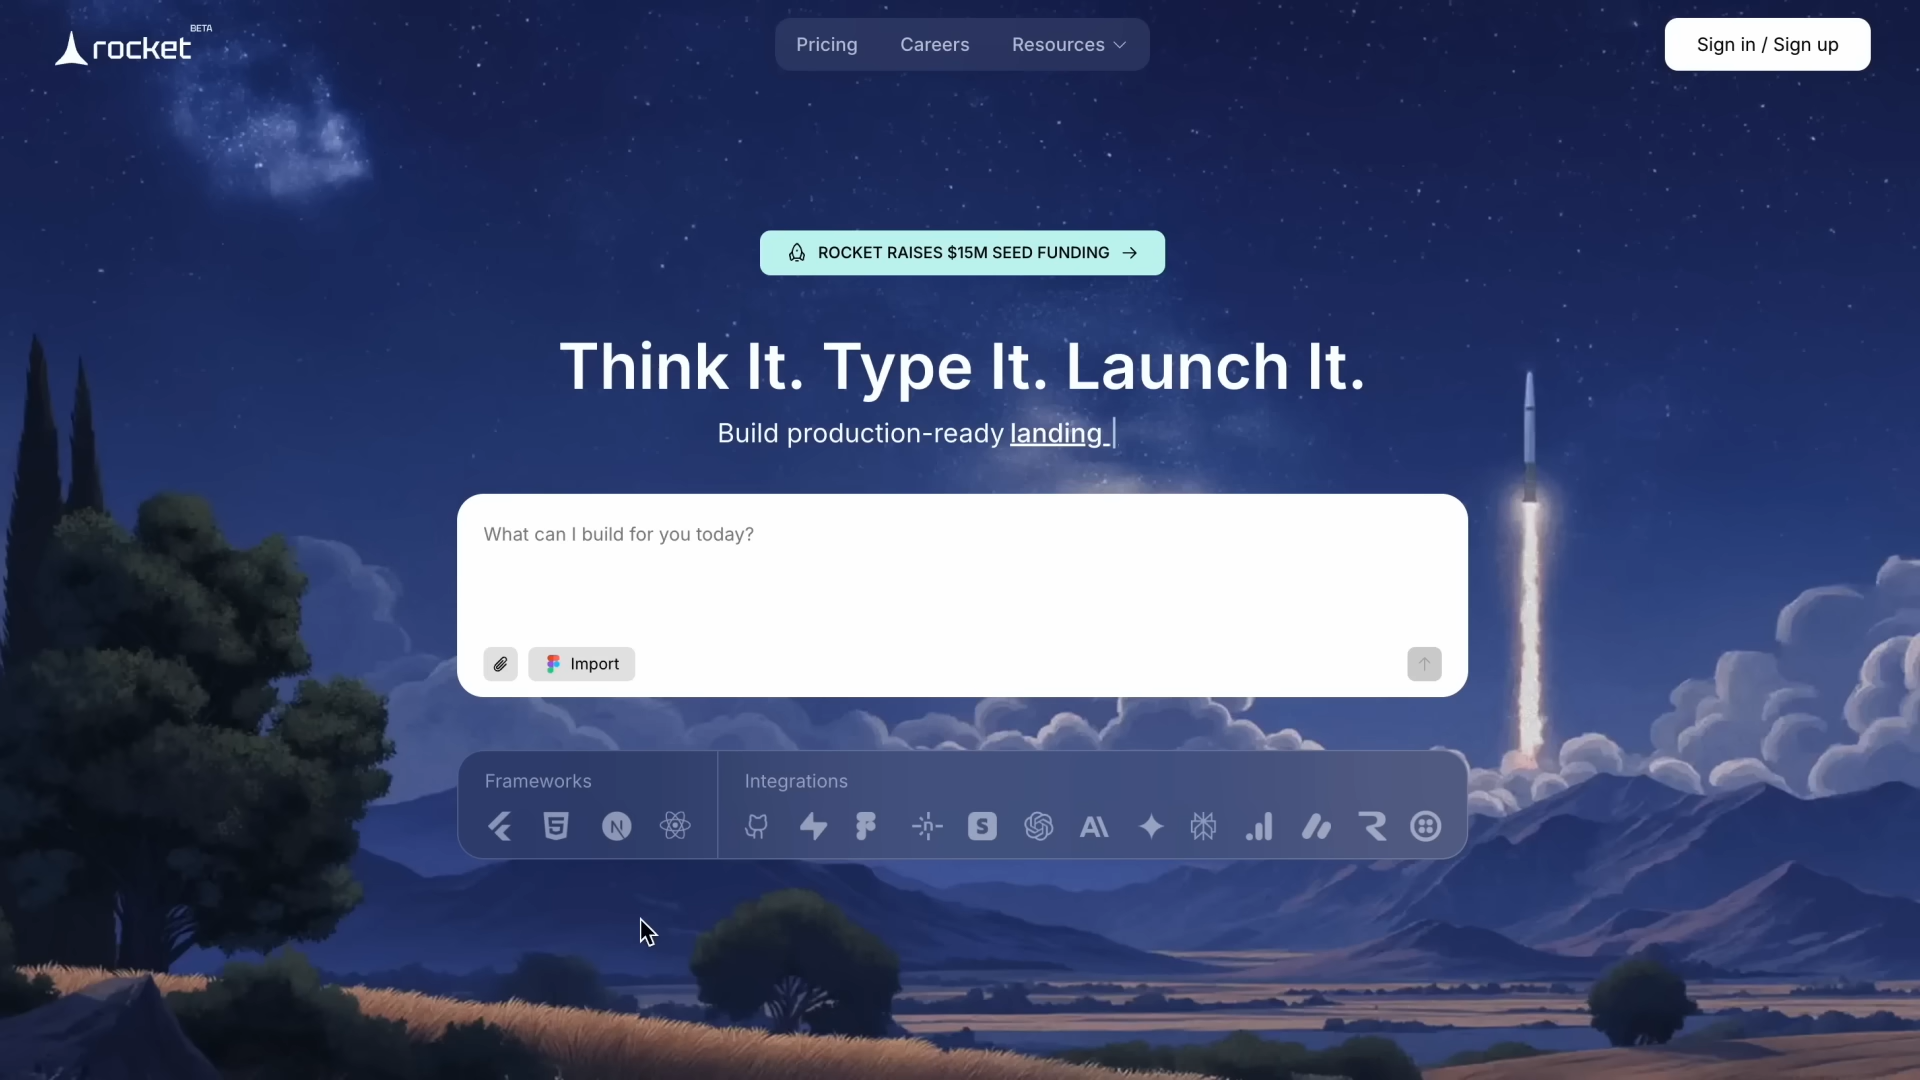 rocket BETA
Pricing Careers Resources
Sign in / Sign up
ROCKET RAISES $15M SEED FUNDING →
Think It. Type It. Launch It.
Build production-ready landing
What can I build for you today?
Import
Frameworks
Integrations